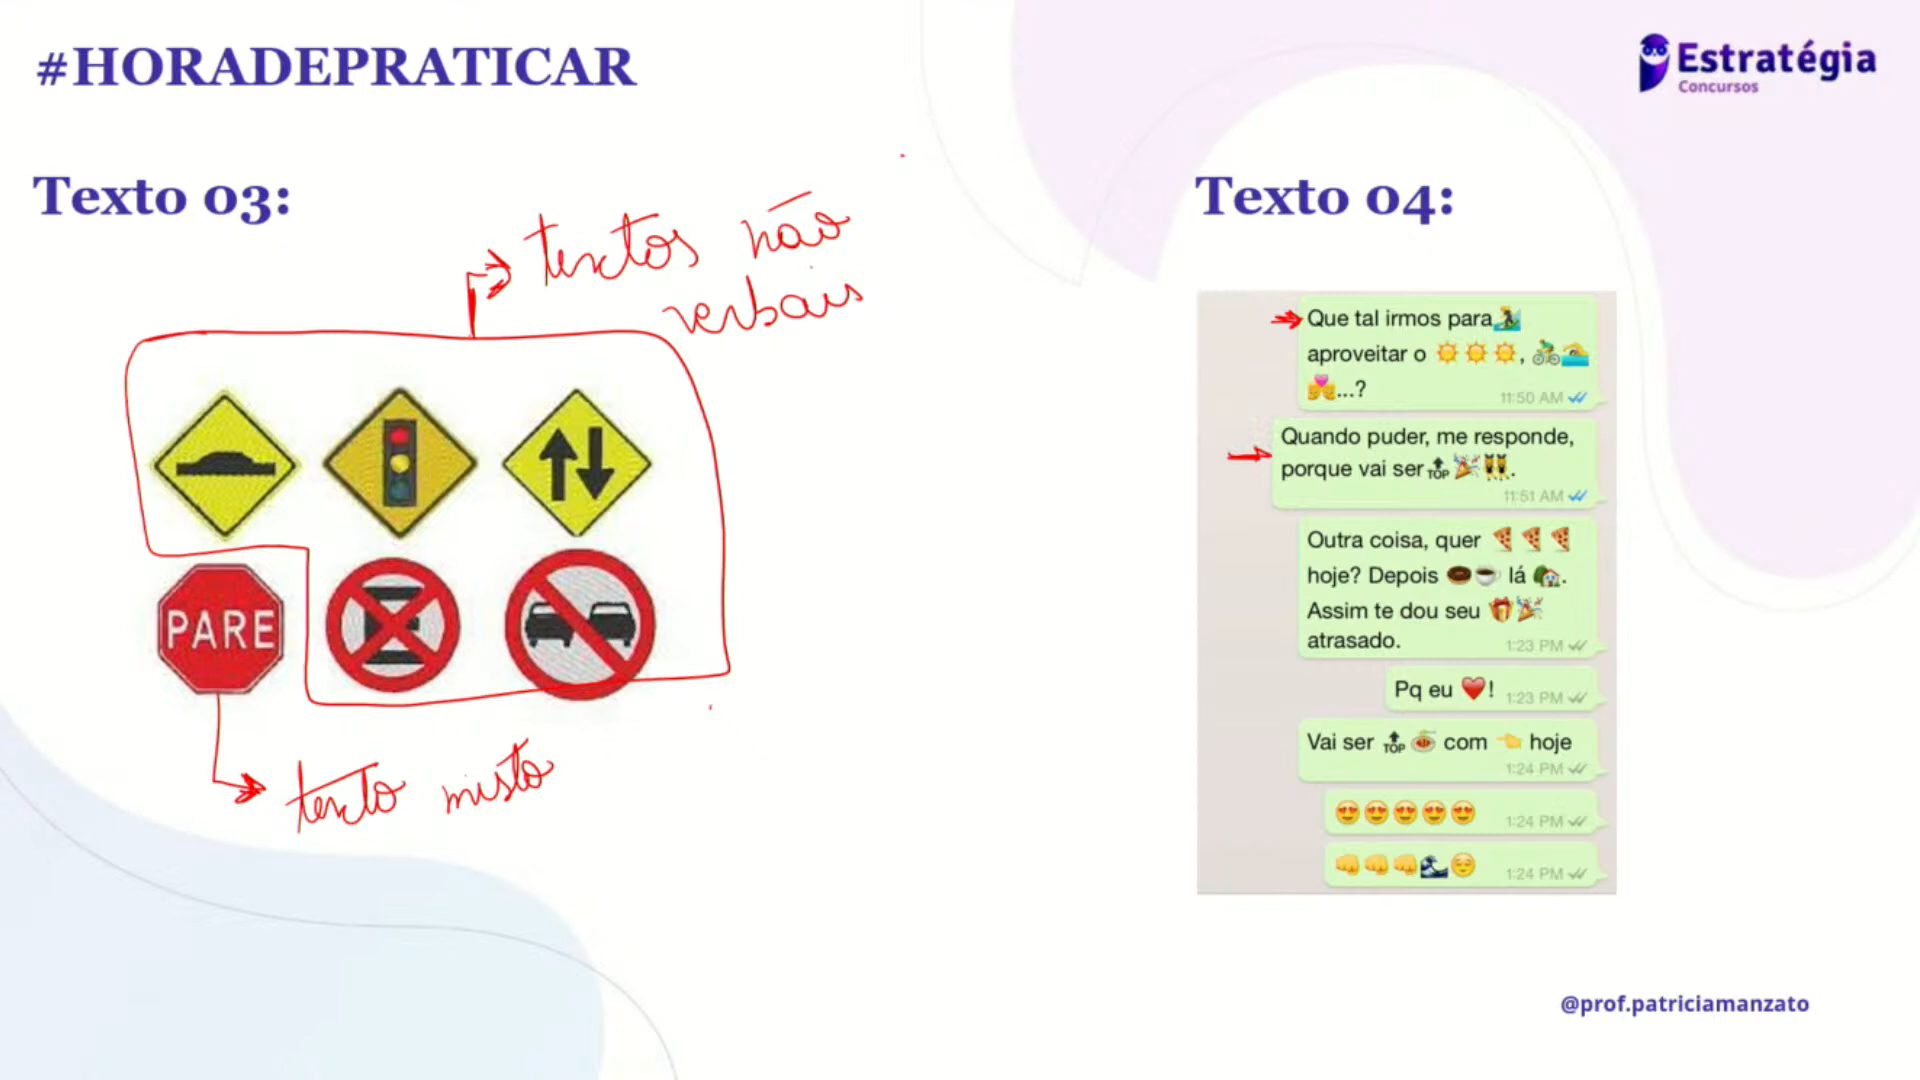 #HORADEPRATICAR
Estratégia
Concursos
Texto 03:
textos não
verbais
PARE
texto misto
Texto 04:
Que tal irmos para
aproveitar o ☀️☀️☀️, 
...?
11:50 AM
Quando puder, me responde,
porque vai ser TOP .
11:51 AM
Outra coisa, quer 🍕🍕🍕
hoje? Depois 🍩☕ lá 🏡.
Assim te dou seu 🎁🎉
atrasado.
1:23 PM
Pq eu ❤️! 1:23 PM
Vai ser TOP 🍝 com 👈 hoje
1:24 PM
😍😍😍😍😍 1:24 PM
👊👊👊🌊😌 1:24 PM
@prof.patriciamanzato